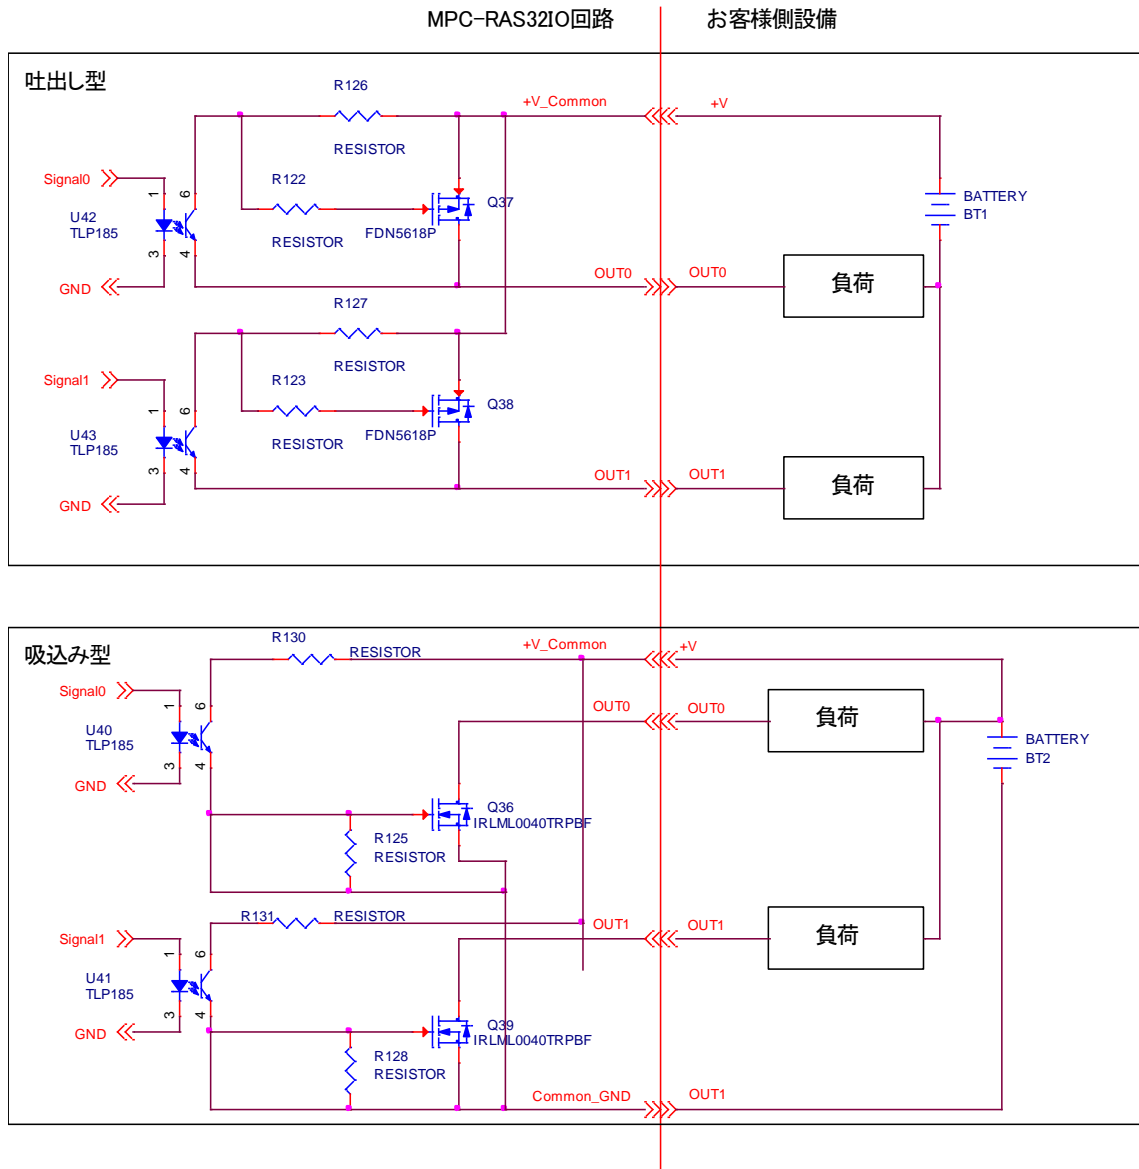 MPC-RAS32IO回路
お客様側設備
吐出し型
R126
RESISTOR
+V_Common
+V
Signal0
1
6
R122
RESISTOR
Q37
FDN5618P
U42
TLP185
3
4
GND
BATTERY
BT1
OUT0
OUT0
負荷
R127
RESISTOR
Signal1
1
6
R123
RESISTOR
Q38
FDN5618P
U43
TLP185
3
4
GND
OUT1
OUT1
負荷
吸込み型
R130
RESISTOR
+V_Common
+V
Signal0
1
6
OUT0
OUT0
負荷
U40
TLP185
3
4
GND
BATTERY
BT2
Q36
IRLML0040TRPBF
R125
RESISTOR
R131
RESISTOR
Signal1
1
6
OUT1
OUT1
負荷
U41
TLP185
3
4
GND
Q39
IRLML0040TRPBF
R128
RESISTOR
Common_GND
OUT1